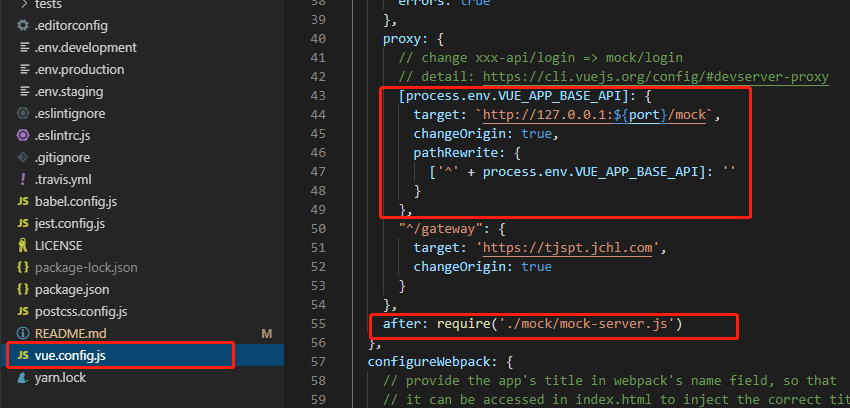 tests
.editorconfig
.env.development
.env.production
.env.staging
.eslintignore
.eslintrc.js
.gitignore
.travis.yml
JS babel.config.js
JS jest.config.js
LICENSE
{} package-lock.json
{} package.json
JS postcss.config.js
README.md M
JS vue.config.js
yarn.lock
38 errors: true
39 },
40 proxy: {
41 // change xxx-api/login => mock/login
42 // detail: https://cli.vuejs.org/config/#devserver-proxy
43 [process.env.VUE_APP_BASE_API]: {
44 target: `http://127.0.0.1:${port}/mock`,
45 changeOrigin: true,
46 pathRewrite: {
47 ['^' + process.env.VUE_APP_BASE_API]: ''
48 }
49 },
50 "^/gateway": {
51 target: 'https://tjspt.jchl.com',
52 changeOrigin: true
53 }
54 },
55 after: require('./mock/mock-server.js')
56 },
57 configureWebpack: {
58 // provide the app's title in webpack's name field, so that
59 // it can be accessed in index.html to inject the correct tit